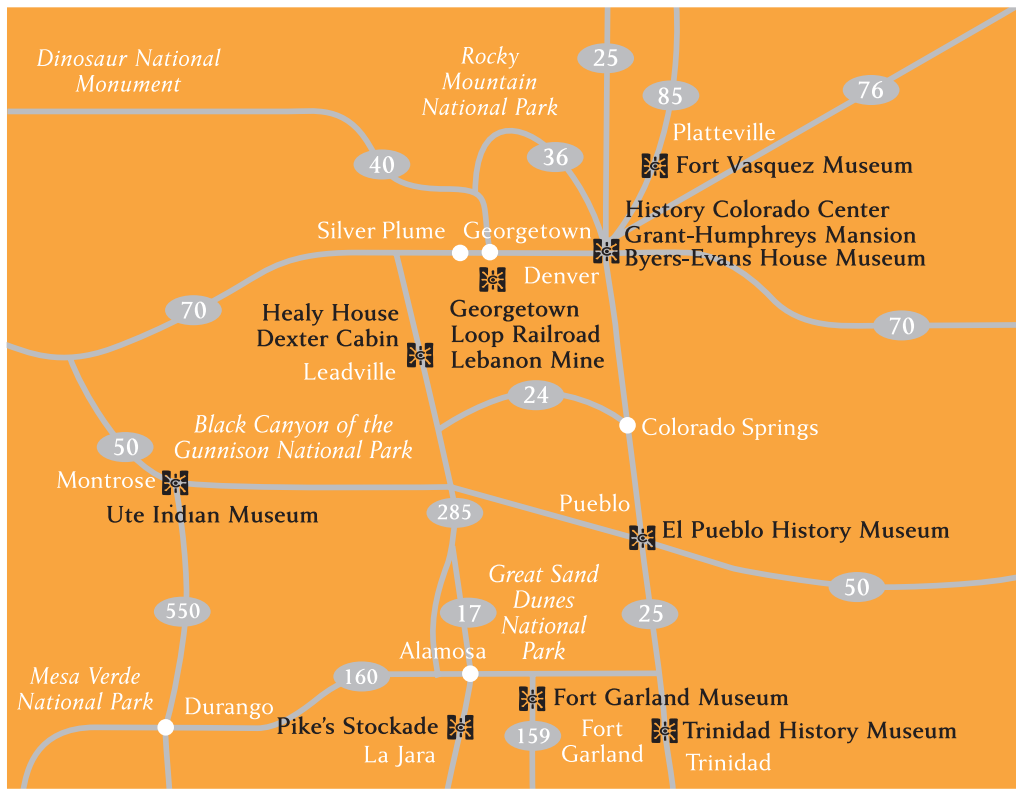 Dinosaur National
Monument
Rocky
Mountain
National Park
25
85
76
Platteville
40
36
Fort Vasquez Museum
History Colorado Center
Grant-Humphreys Mansion
Byers-Evans House Museum
Silver Plume
Georgetown
Denver
70
Healy House
Dexter Cabin
Leadville
Georgetown
Loop Railroad
Lebanon Mine
70
24
Black Canyon of the
Gunnison National Park
Colorado Springs
50
Montrose
Ute Indian Museum
285
Pueblo
El Pueblo History Museum
50
Great Sand
Dunes
National
Park
550
17
25
Alamosa
160
Mesa Verde
National Park
Durango
Fort Garland Museum
Pike's Stockade
La Jara
159
Fort
Garland
Trinidad History Museum
Trinidad